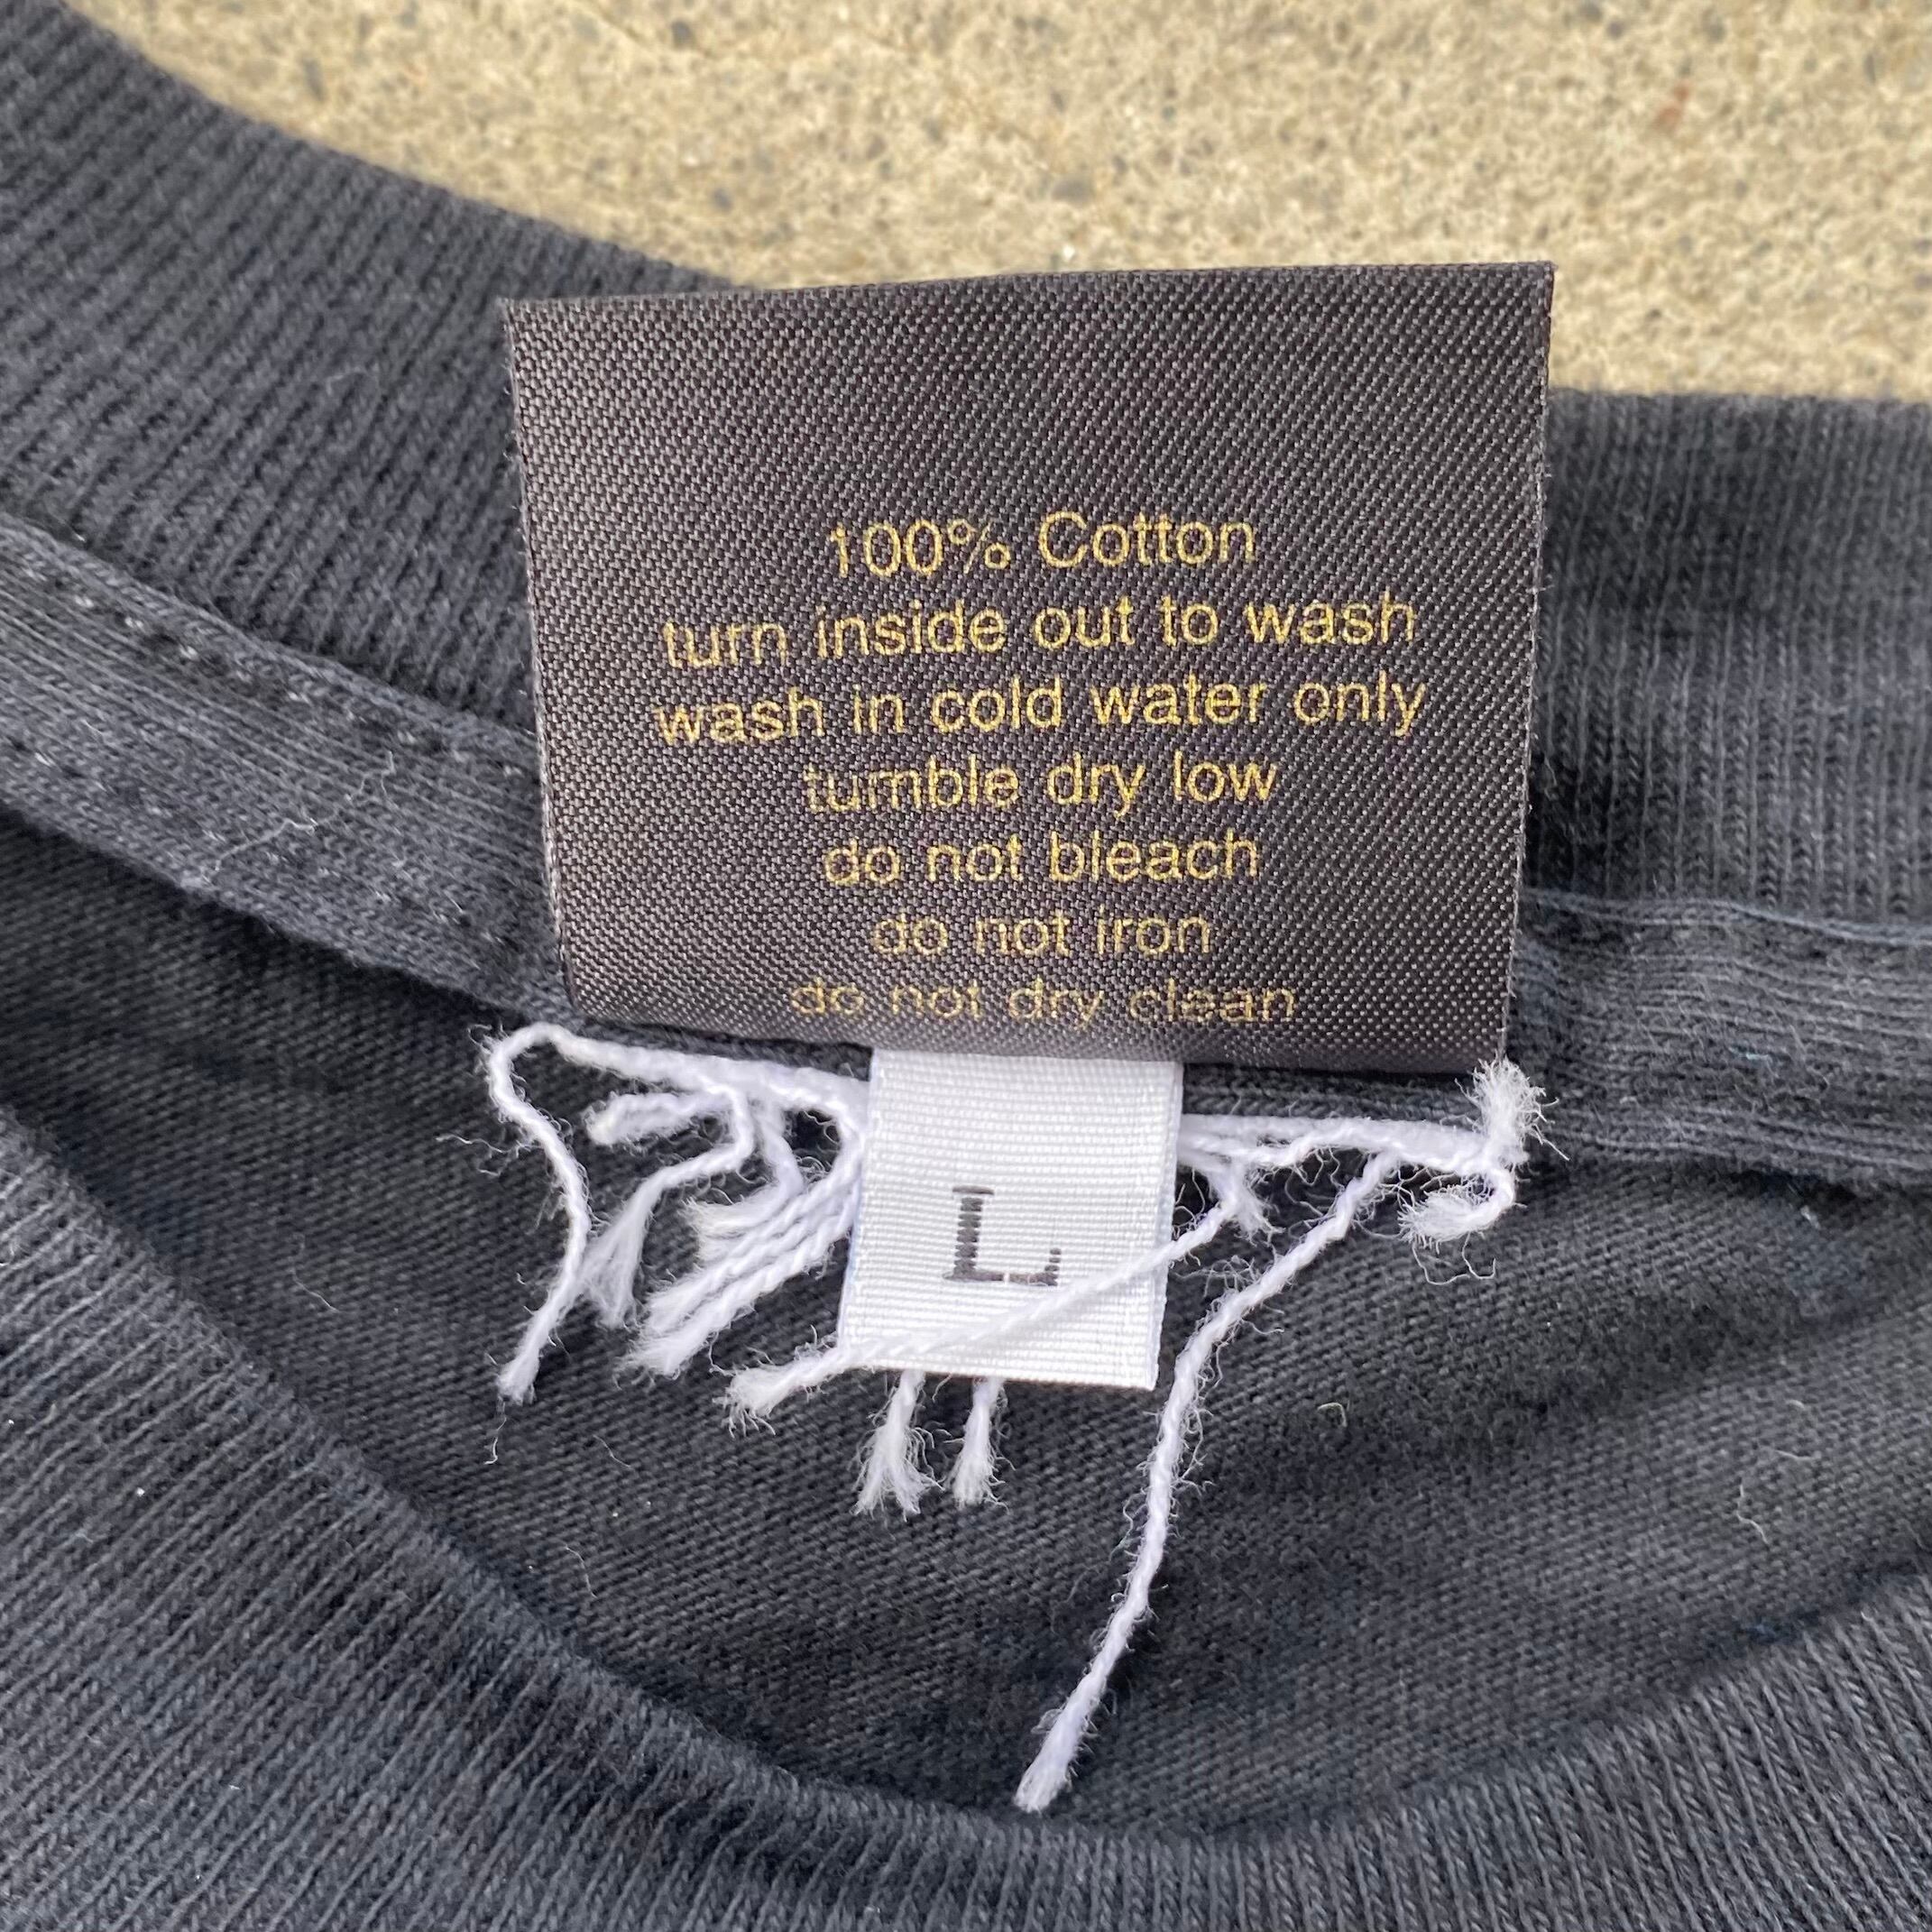 100% Cotton
turn inside out to wash
wash in cold water only
tumble dry low
do not bleach
do not iron
do not dry clean
L